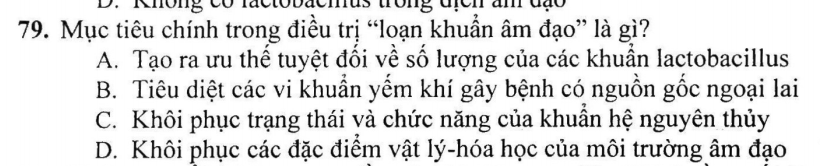 D. Không có lactobacillus trong dịch âm đạo
79. Mục tiêu chính trong điều trị “loạn khuẩn âm đạo” là gì?
A. Tạo ra ưu thế tuyệt đối về số lượng của các khuẩn lactobacillus
B. Tiêu diệt các vi khuẩn yếm khí gây bệnh có nguồn gốc ngoại lai
C. Khôi phục trạng thái và chức năng của khuẩn hệ nguyên thủy
D. Khôi phục các đặc điểm vật lý-hóa học của môi trường âm đạo